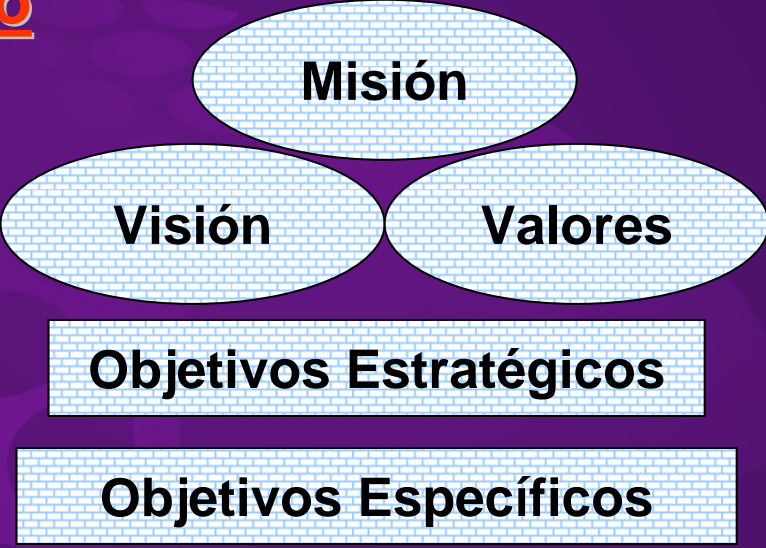 Misión
Visión
Valores
Objetivos Estratégicos
Objetivos Específicos